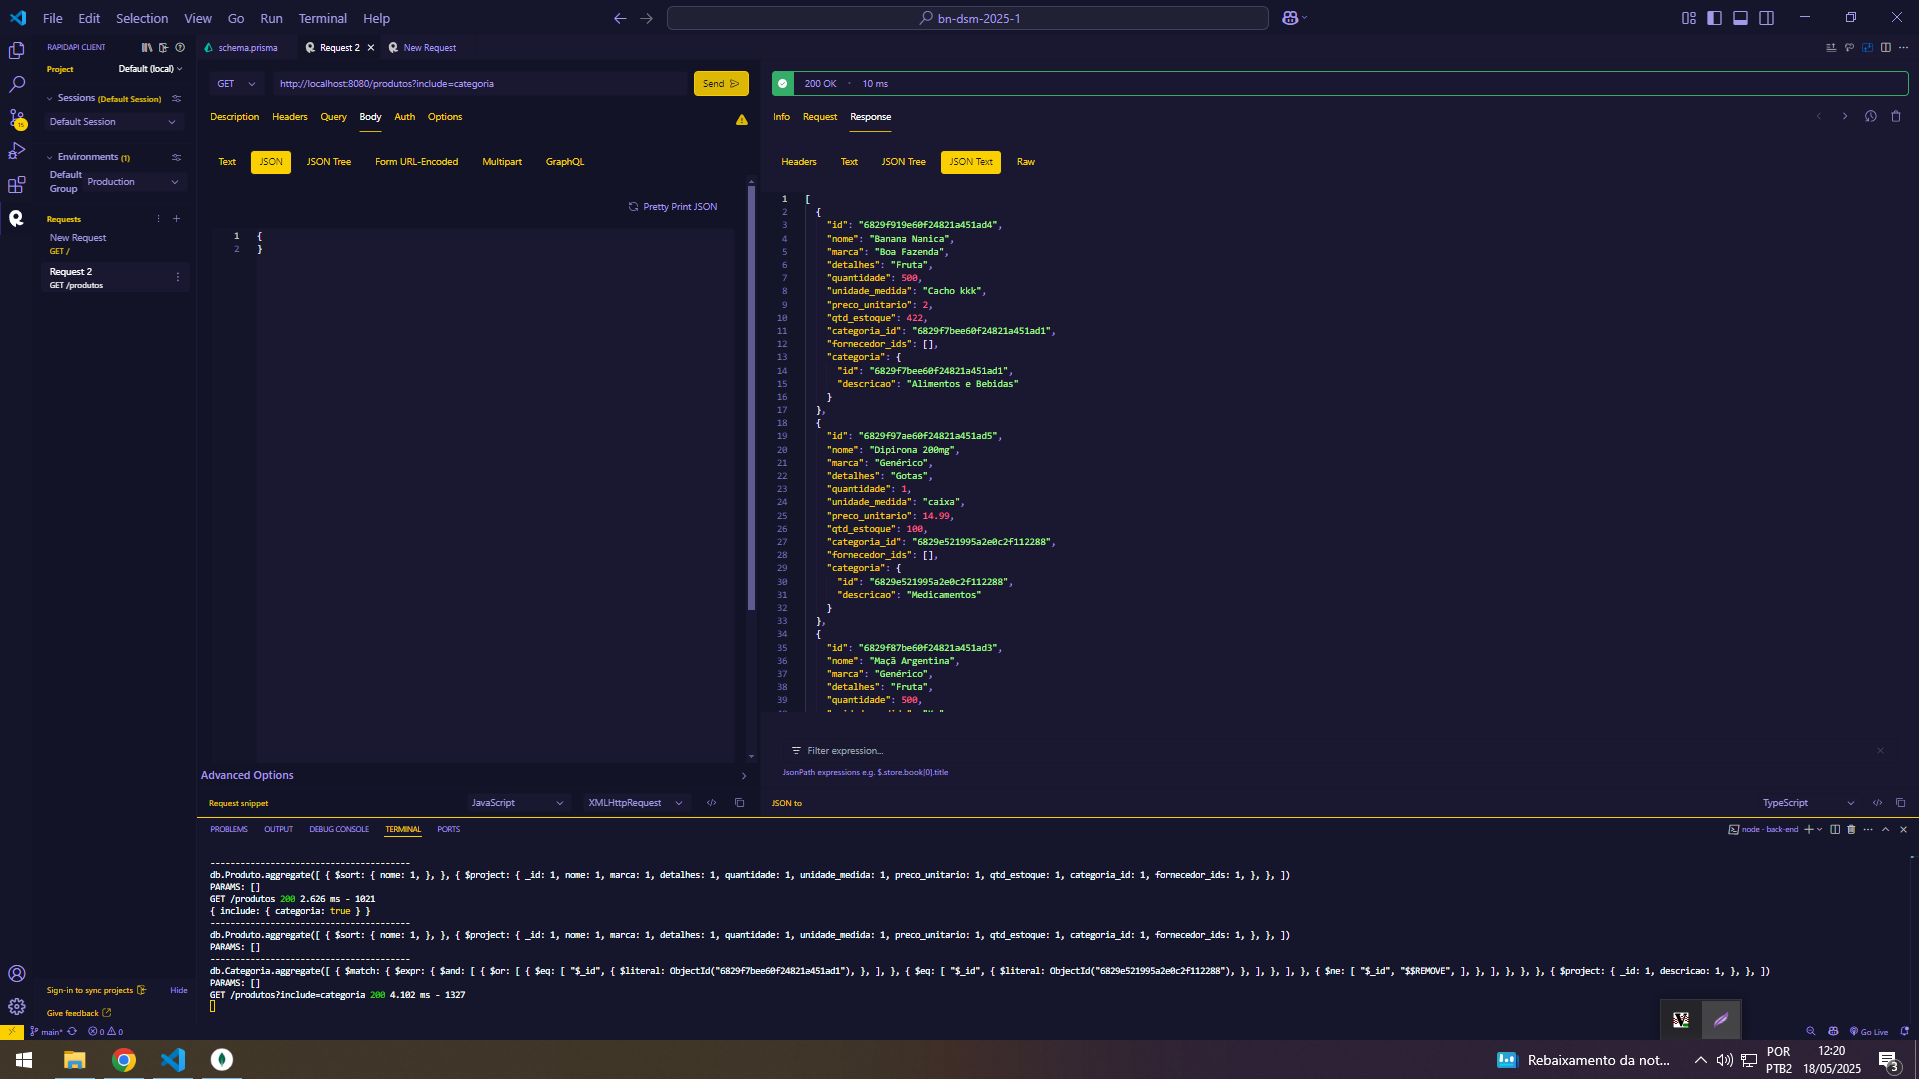 File Edit Selection View Go Run Terminal Help
bn-dsm-2025-1
RAPIDAPI CLIENT
Project Default (local)
Sessions (Default Session)
Default Session
Environments (1)
Default Group Production
Requests
New Request
GET /
Request 2
GET /produtos
Sign-in to sync projects Hide
Give feedback
schema.prisma Request 2 New Request
GET http://localhost:8080/produtos?include=categoria Send
Description Headers Query Body Auth Options
Text JSON JSON Tree Form URL-Encoded Multipart GraphQL
Pretty Print JSON
1 {
2 }
Advanced Options
Request snippet JavaScript XMLHttpRequest
200 OK · 10 ms
Info Request Response
Headers Text JSON Tree JSON Text Raw
1 [
2 {
3 "id": "6829f919e60f24821a451ad4",
4 "nome": "Banana Nanica",
5 "marca": "Boa Fazenda",
6 "detalhes": "Fruta",
7 "quantidade": 500,
8 "unidade_medida": "Cacho kkk",
9 "preco_unitario": 2,
10 "qtd_estoque": 422,
11 "categoria_id": "6829f7bee60f24821a451ad1",
12 "fornecedor_ids": [],
13 "categoria": {
14 "id": "6829f7bee60f24821a451ad1",
15 "descricao": "Alimentos e Bebidas"
16 }
17 },
18 {
19 "id": "6829f97ae60f24821a451ad5",
20 "nome": "Dipirona 200mg",
21 "marca": "Genérico",
22 "detalhes": "Gotas",
23 "quantidade": 1,
24 "unidade_medida": "caixa",
25 "preco_unitario": 14.99,
26 "qtd_estoque": 100,
27 "categoria_id": "6829e521995a2e0c2f112288",
28 "fornecedor_ids": [],
29 "categoria": {
30 "id": "6829e521995a2e0c2f112288",
31 "descricao": "Medicamentos"
32 }
33 },
34 {
35 "id": "6829f87be60f24821a451ad3",
36 "nome": "Maçã Argentina",
37 "marca": "Genérico",
38 "detalhes": "Fruta",
39 "quantidade": 500,
Filter expression...
JsonPath expressions e.g. $.store.book[0].title
JSON to TypeScript
PROBLEMS OUTPUT DEBUG CONSOLE TERMINAL PORTS node - back-end
----------------------------------------
db.Produto.aggregate([ { $sort: { nome: 1, }, }, { $project: { _id: 1, nome: 1, marca: 1, detalhes: 1, quantidade: 1, unidade_medida: 1, preco_unitario: 1, qtd_estoque: 1, categoria_id: 1, fornecedor_ids: 1, }, }, ])
PARAMS: []
GET /produtos 200 2.626 ms - 1021
{ include: { categoria: true } }
----------------------------------------
db.Produto.aggregate([ { $sort: { nome: 1, }, }, { $project: { _id: 1, nome: 1, marca: 1, detalhes: 1, quantidade: 1, unidade_medida: 1, preco_unitario: 1, qtd_estoque: 1, categoria_id: 1, fornecedor_ids: 1, }, }, ])
PARAMS: []
----------------------------------------
db.Categoria.aggregate([ { $match: { $expr: { $and: [ { $or: [ { $eq: [ "$_id", { $literal: ObjectId("6829f7bee60f24821a451ad1"), }, ], }, { $eq: [ "$_id", { $literal: ObjectId("6829e521995a2e0c2f112288"), }, ], }, ], }, { $ne: [ "$_id", "$$REMOVE", ], }, ], }, }, }, { $project: { _id: 1, descricao: 1, }, }, ])
PARAMS: []
GET /produtos?include=categoria 200 4.102 ms - 1327
main* 0 0 Go Live
Rebaixamento da not... POR 12:20
PTB2 18/05/2025 3